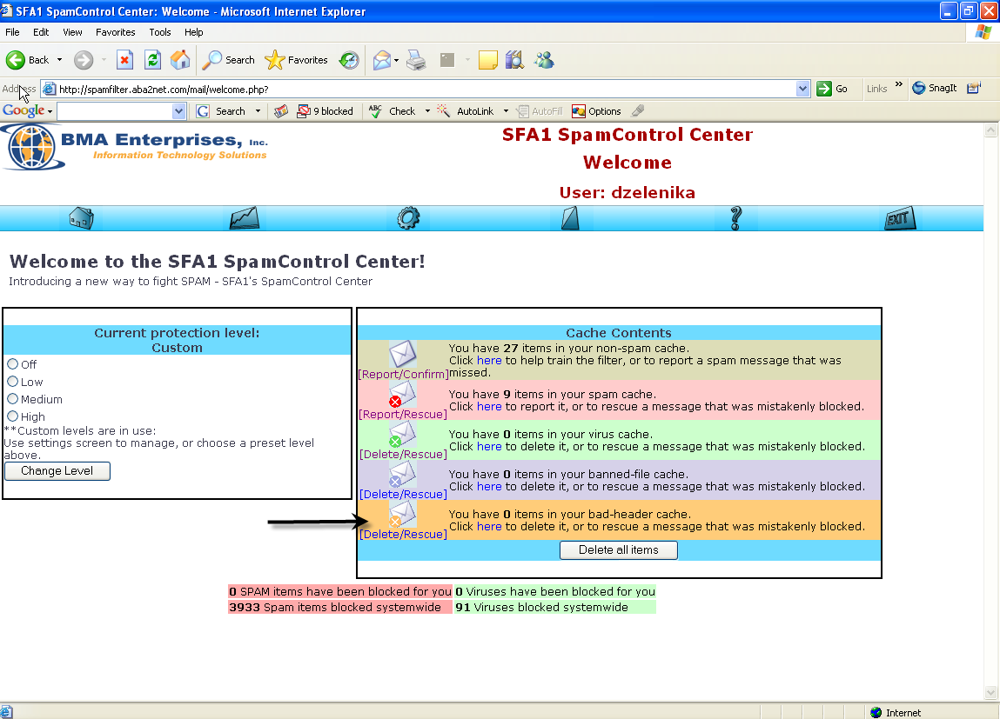 SFA1 SpamControl Center: Welcome - Microsoft Internet Explorer
File Edit View Favorites Tools Help
Back Search Favorites
Address http://spamfilter.aba2net.com/mail/welcome.php? Go Links » SnagIt
Google Search 9 blocked ABC Check AutoLink AutoFill Options
BMA Enterprises, Inc.
Information Technology Solutions
SFA1 SpamControl Center
Welcome
User: dzelenika
? EXIT
Welcome to the SFA1 SpamControl Center!
Introducing a new way to fight SPAM - SFA1's SpamControl Center
Current protection level:
Custom
Off
Low
Medium
High
**Custom levels are in use:
Use settings screen to manage, or choose a preset level
above.
Change Level
Cache Contents
You have 27 items in your non-spam cache.
Click here to help train the filter, or to report a spam message that was
missed.
[Report/Confirm]
You have 9 items in your spam cache.
Click here to report it, or to rescue a message that was mistakenly blocked.
[Report/Rescue]
You have 0 items in your virus cache.
Click here to delete it, or to rescue a message that was mistakenly blocked.
[Delete/Rescue]
You have 0 items in your banned-file cache.
Click here to delete it, or to rescue a message that was mistakenly blocked.
[Delete/Rescue]
You have 0 items in your bad-header cache.
Click here to delete it, or to rescue a message that was mistakenly blocked.
[Delete/Rescue]
Delete all items
0 SPAM items have been blocked for you 0 Viruses have been blocked for you
3933 Spam items blocked systemwide 91 Viruses blocked systemwide
Internet